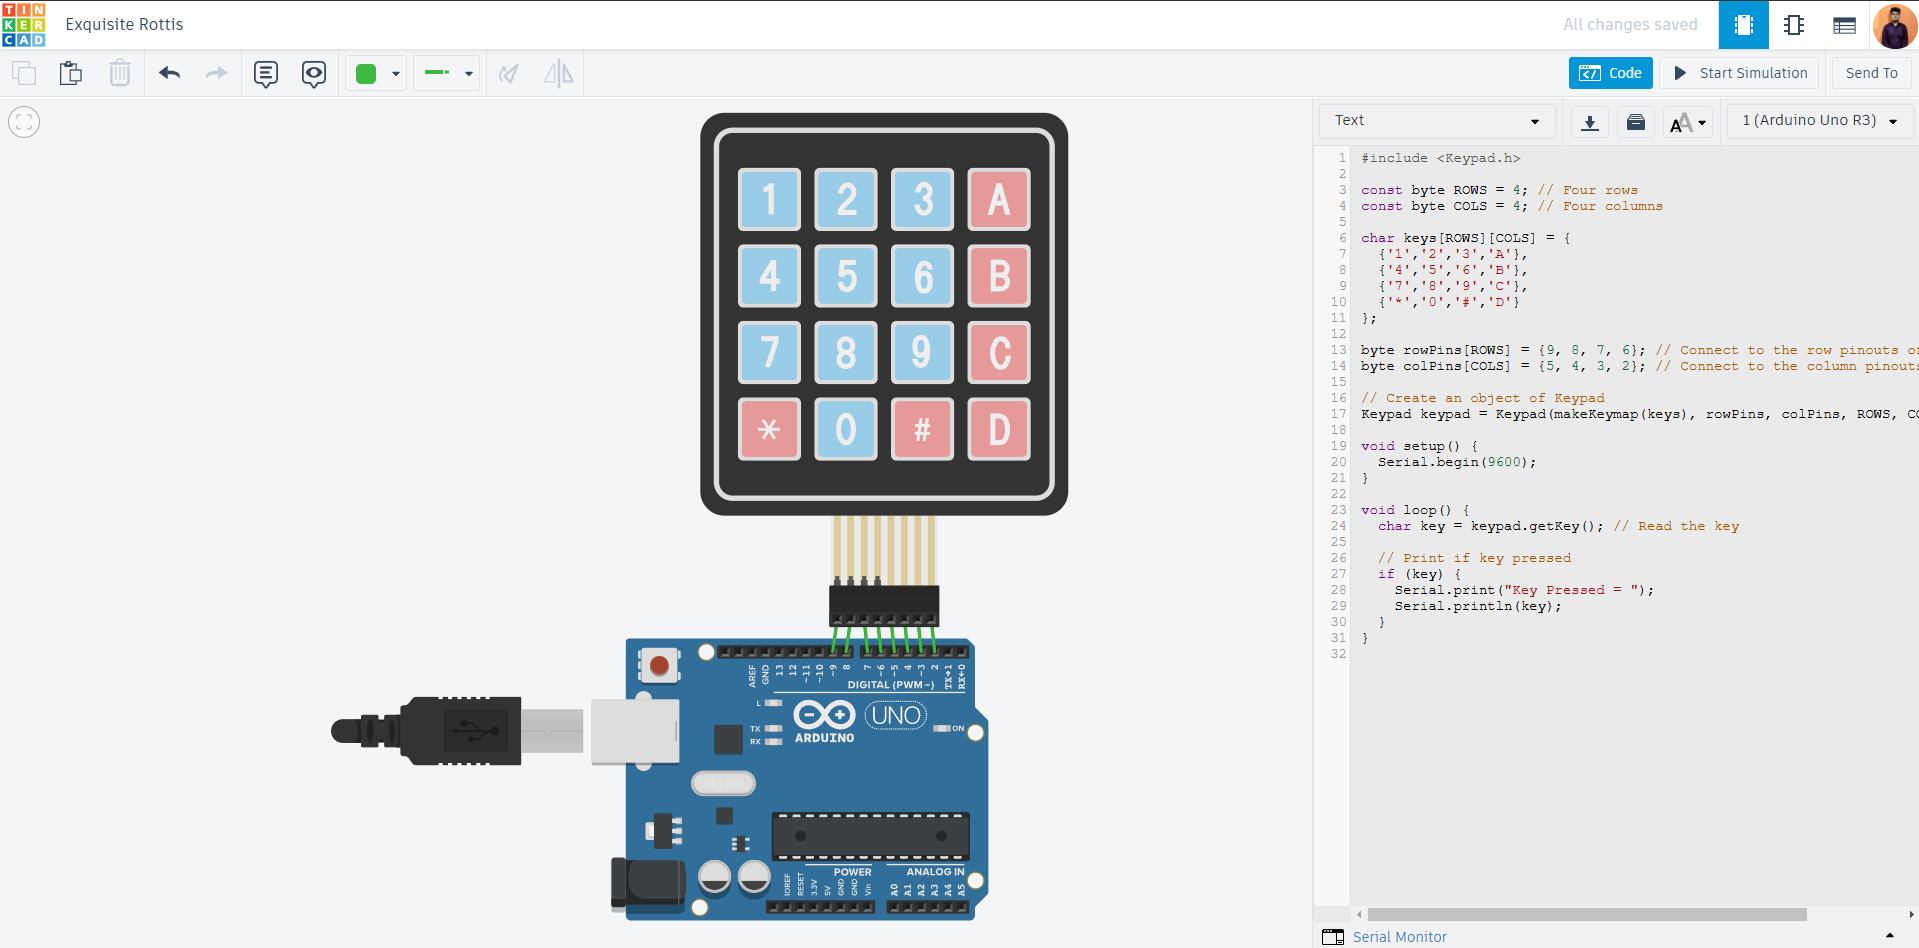 TIN
KER
CAD
Exquisite Rottis
All changes saved
Code
Start Simulation
Send To
Text
1 (Arduino Uno R3)
1 2 3 A
4 5 6 B
7 8 9 C
* 0 # D
AREF
GND
13
12
~11
~10
~9
8
7
~6
~5
4
~3
2
TX→1
RX←0
DIGITAL (PWM~)
L
TX
RX
ARDUINO
UNO
ON
POWER
ANALOG IN
IOREF
RESET
3.3V
5V
GND
GND
Vin
A0
A1
A2
A3
A4
A5
1 #include <Keypad.h>
2
3 const byte ROWS = 4; // Four rows
4 const byte COLS = 4; // Four columns
5
6 char keys[ROWS][COLS] = {
7 {'1','2','3','A'},
8 {'4','5','6','B'},
9 {'7','8','9','C'},
10 {'*','0','#','D'}
11 };
12
13 byte rowPins[ROWS] = {9, 8, 7, 6}; // Connect to the row pinouts of
14 byte colPins[COLS] = {5, 4, 3, 2}; // Connect to the column pinouts
15
16 // Create an object of Keypad
17 Keypad keypad = Keypad(makeKeymap(keys), rowPins, colPins, ROWS, CO
18
19 void setup() {
20 Serial.begin(9600);
21 }
22
23 void loop() {
24 char key = keypad.getKey(); // Read the key
25
26 // Print if key pressed
27 if (key) {
28 Serial.print("Key Pressed = ");
29 Serial.println(key);
30 }
31 }
32
Serial Monitor